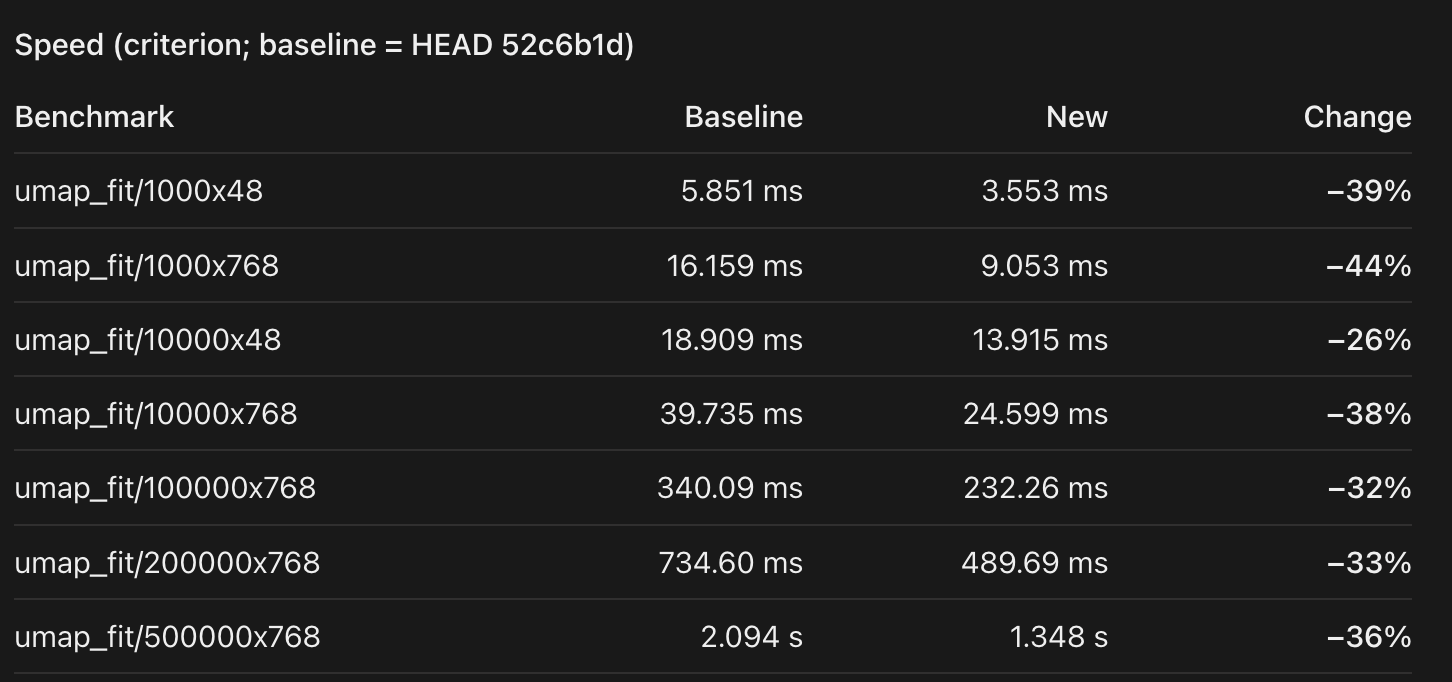 Speed (criterion; baseline = HEAD 52c6b1d)
Benchmark Baseline New Change
umap_fit/1000x48 5.851 ms 3.553 ms −39%
umap_fit/1000x768 16.159 ms 9.053 ms −44%
umap_fit/10000x48 18.909 ms 13.915 ms −26%
umap_fit/10000x768 39.735 ms 24.599 ms −38%
umap_fit/100000x768 340.09 ms 232.26 ms −32%
umap_fit/200000x768 734.60 ms 489.69 ms −33%
umap_fit/500000x768 2.094 s 1.348 s −36%